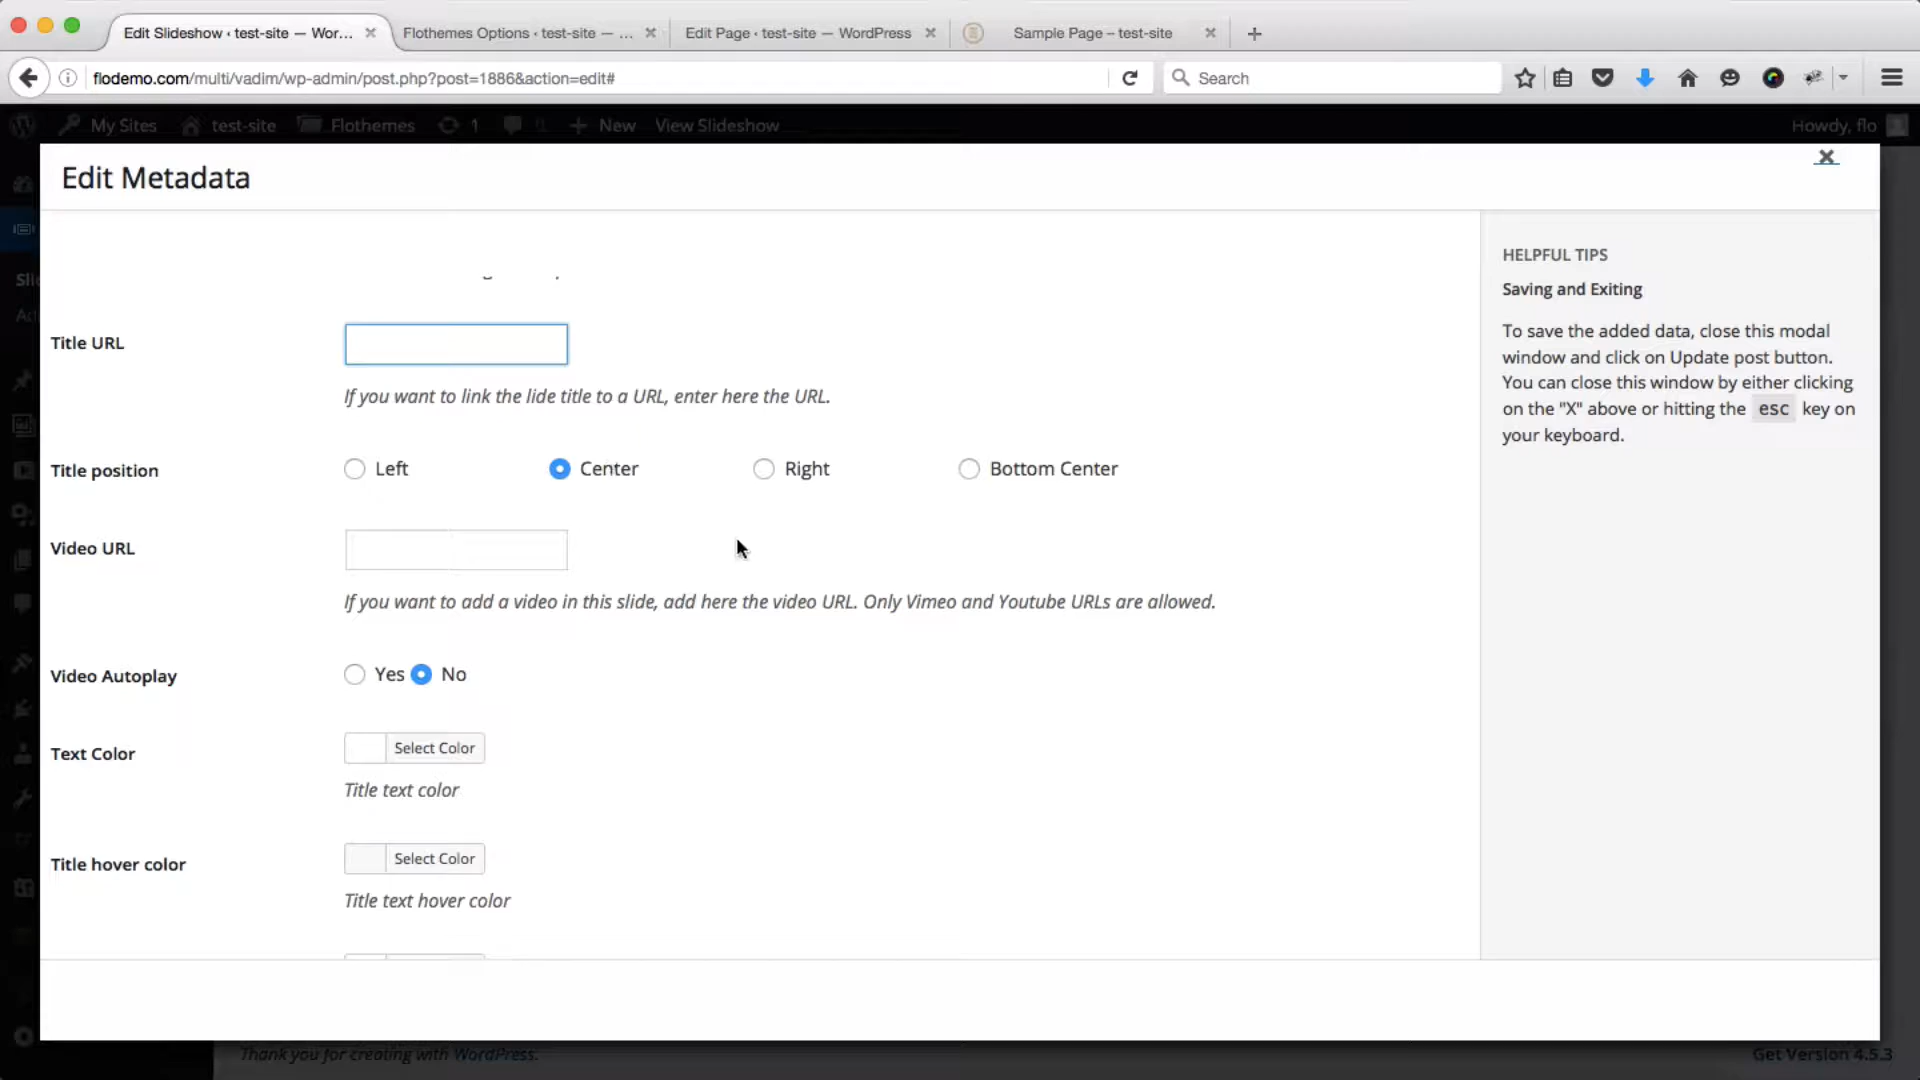 Edit Slideshow ‹ test-site — Wor...
Flothemes Options ‹ test-site — ...
Edit Page ‹ test-site — WordPress
Sample Page – test-site
flodemo.com/multi/vadim/wp-admin/post.php?post=1886&action=edit#
Search
My Sites
test-site
Flothemes
1
New
View Slideshow
Howdy, flo
Edit Metadata
Title URL
If you want to link the lide title to a URL, enter here the URL.
Title position
Left
Center
Right
Bottom Center
Video URL
If you want to add a video in this slide, add here the video URL. Only Vimeo and Youtube URLs are allowed.
Video Autoplay
Yes
No
Text Color
Select Color
Title text color
Title hover color
Select Color
Title text hover color
HELPFUL TIPS
Saving and Exiting
To save the added data, close this modal
window and click on Update post button.
You can close this window by either clicking
on the "X" above or hitting the esc key on
your keyboard.
Thank you for creating with WordPress.
Get Version 4.5.3